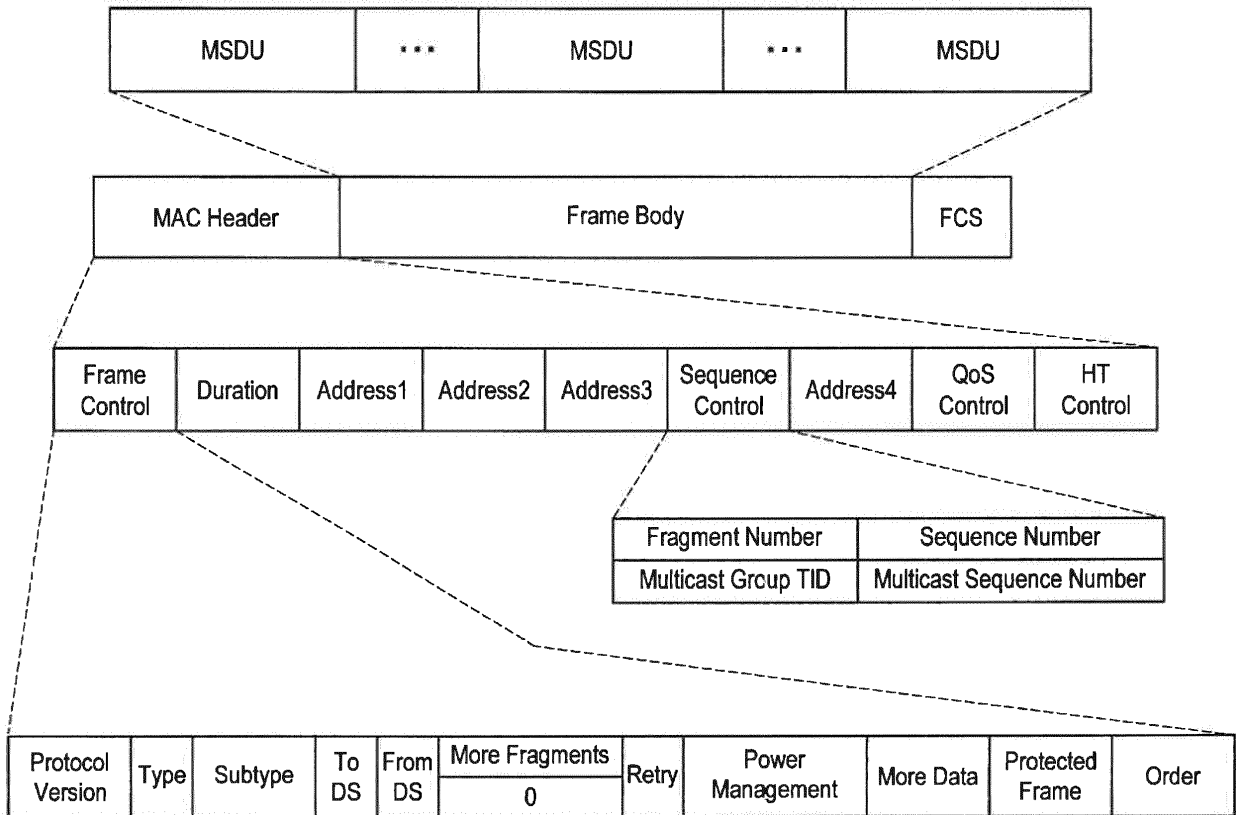 MSDU ... MSDU ... MSDU
MAC Header Frame Body FCS
Frame Control Duration Address1 Address2 Address3 Sequence Control Address4 QoS Control HT Control
Fragment Number Sequence Number
Multicast Group TID Multicast Sequence Number
Protocol Version Type Subtype To DS From DS More Fragments 0 Retry Power Management More Data Protected Frame Order